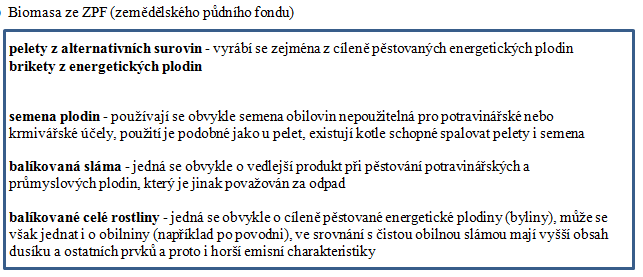 Biomasa ze ZPF (zemědělského půdního fondu)
pelety z alternativních surovin - vyrábí se zejména z cíleně pěstovaných energetických plodin
brikety z energetických plodin
semena plodin - používají se obvykle semena obilovin nepoužitelná pro potravinářské nebo
krmivářské účely, použití je podobné jako u pelet, existují kotle schopné spalovat pelety i semena
balíkovaná sláma - jedná se obvykle o vedlejší produkt při pěstování potravinářských a
průmyslových plodin, který je jinak považován za odpad
balíkované celé rostliny - jedná se obvykle o cíleně pěstované energetické plodiny (byliny), může se
však jednat i o obilniny (například po povodni), ve srovnání s čistou obilnou slámou mají vyšší obsah
dusíku a ostatních prvků a proto i horší emisní charakteristiky